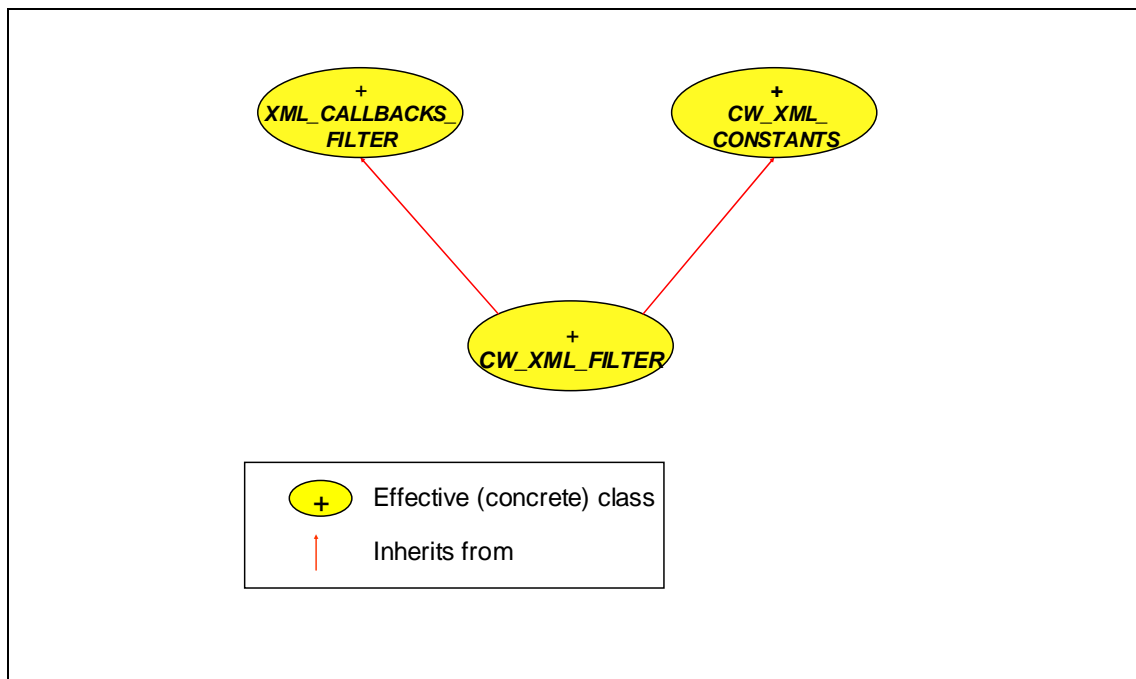 +
XML_CALLBACKS_
FILTER
+
CW_XML_
CONSTANTS
+
CW_XML_FILTER
+ Effective (concrete) class
Inherits from